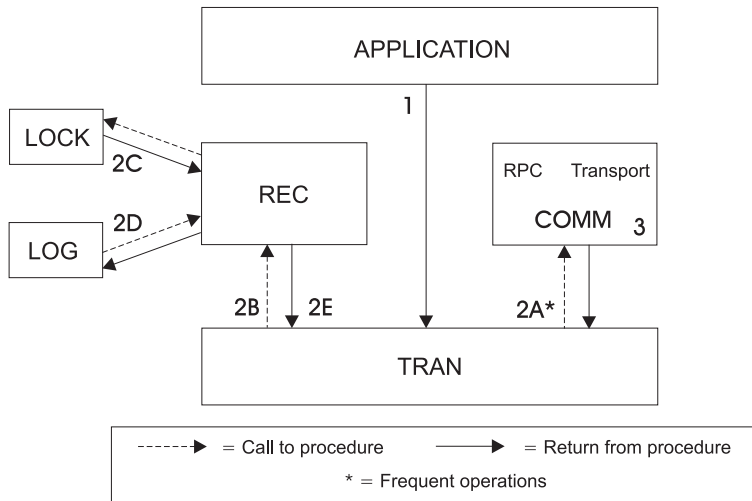 APPLICATION
1
LOCK
2C
REC
RPC Transport
COMM 3
2D
LOG
2B
2E
2A*
TRAN
= Call to procedure
= Return from procedure
* = Frequent operations